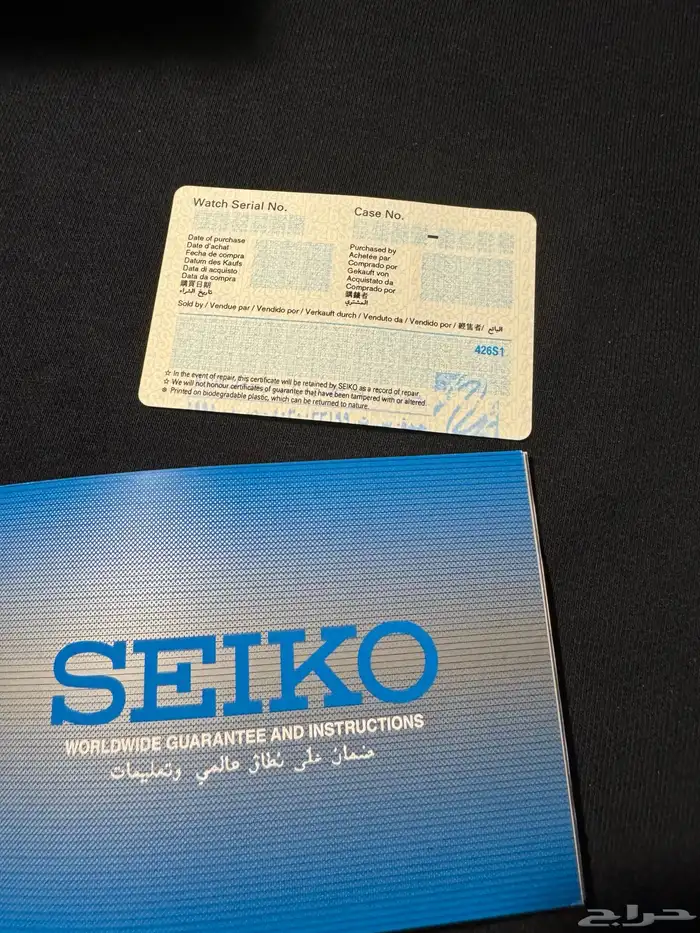 Watch Serial No.
Case No.
Date of purchase
Date d'achat
Fecha de compra
Datum des Kaufs
Data di acquisto
Data da compra
購買日期
تاريخ الشراء
Purchased by
Achetée par
Comprado por
Gekauft von
Acquistato da
Comprado por
購錶者
المشتري
Sold by / Vendue par / Vendido por / Verkauft durch / Venduto da / Vendido por / 經售者 / البائع
426S1
☆ In the event of repair, this certificate will be retained by SEIKO as a record of repair.
☆ We will not honour certificates of guarantee that have been tampered with or altered.
Printed on biodegradable plastic, which can be returned to nature.
SEIKO
WORLDWIDE GUARANTEE AND INSTRUCTIONS
ضمان على نطاق عالمي وتعليمات
حراج